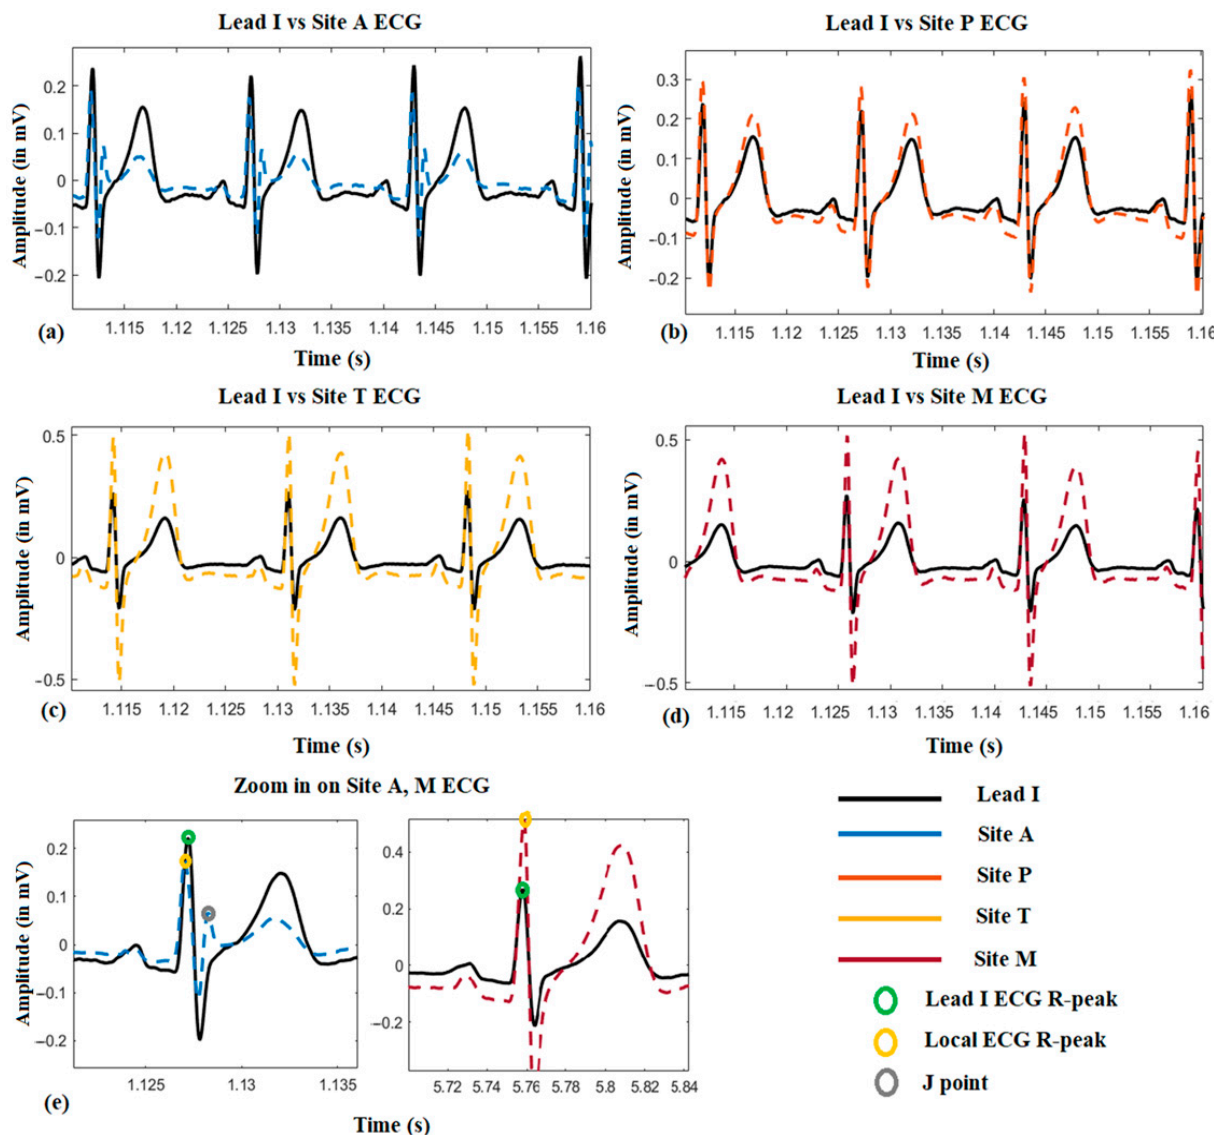 Lead I vs Site A ECG
Amplitude (in mV)
0.2
0.1
0
−0.1
−0.2
1.115 1.12 1.125 1.13 1.135 1.14 1.145 1.15 1.155 1.16
(a)
Time (s)
Lead I vs Site P ECG
Amplitude (in mV)
0.3
0.2
0.1
0
−0.1
−0.2
1.115 1.12 1.125 1.13 1.135 1.14 1.145 1.15 1.155 1.16
(b)
Time (s)
Lead I vs Site T ECG
Amplitude (in mV)
0.5
0
−0.5
1.115 1.12 1.125 1.13 1.135 1.14 1.145 1.15 1.155 1.16
(c)
Time (s)
Lead I vs Site M ECG
Amplitude (in mV)
0.5
0
−0.5
1.115 1.12 1.125 1.13 1.135 1.14 1.145 1.15 1.155 1.16
(d)
Time (s)
Zoom in on Site A, M ECG
Amplitude (in mV)
0.2
0.1
0
−0.1
−0.2
1.125 1.13 1.135
0.4
0.2
0
−0.2
5.72 5.74 5.76 5.78 5.8 5.82 5.84
(e)
Time (s)
Lead I
Site A
Site P
Site T
Site M
Lead I ECG R-peak
Local ECG R-peak
J point